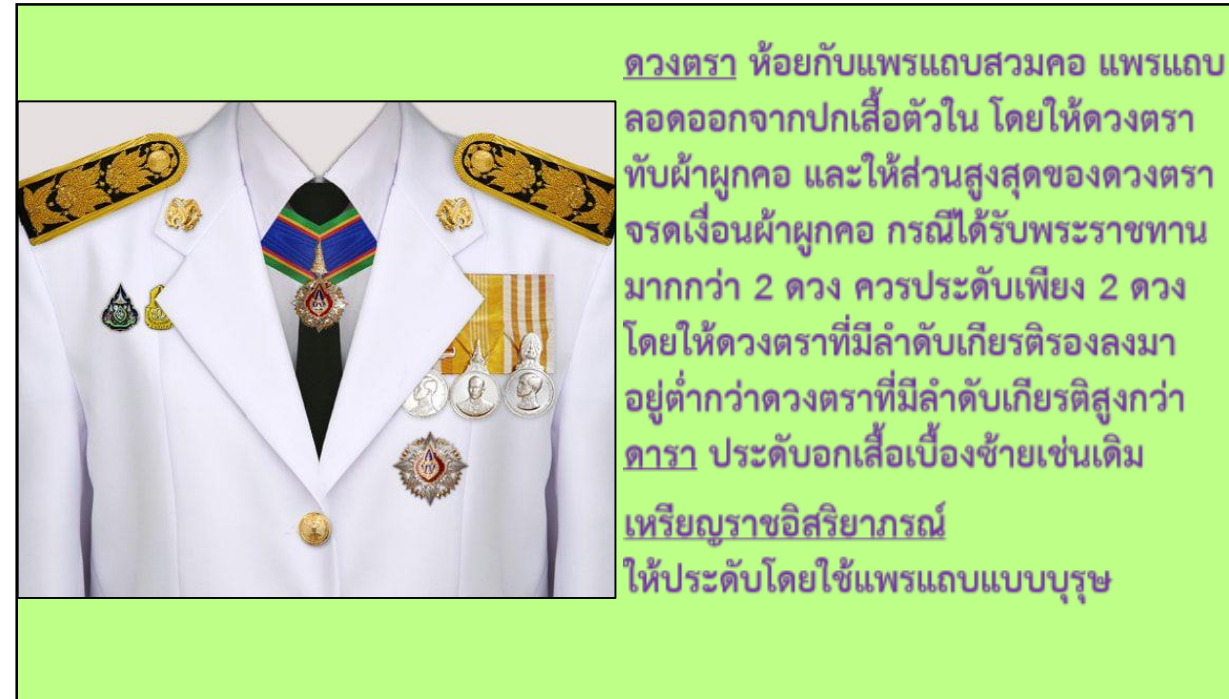 ดวงตรา ห้อยกับแพรแถบสวมคอ แพรแถบ
ลอดออกจากปกเสื้อตัวใน โดยให้ดวงตรา
ทับผ้าผูกคอ และให้ส่วนสูงสุดของดวงตรา
จรดเงื่อนผ้าผูกคอ กรณีได้รับพระราชทาน
มากกว่า 2 ดวง ควรประดับเพียง 2 ดวง
โดยให้ดวงตราที่มีลำดับเกียรติรองลงมา
อยู่ต่ำกว่าดวงตราที่มีลำดับเกียรติสูงกว่า
ดารา ประดับอกเสื้อเบื้องซ้ายเช่นเดิม
เหรียญราชอิสริยาภรณ์
ให้ประดับโดยใช้แพรแถบแบบบุรุษ